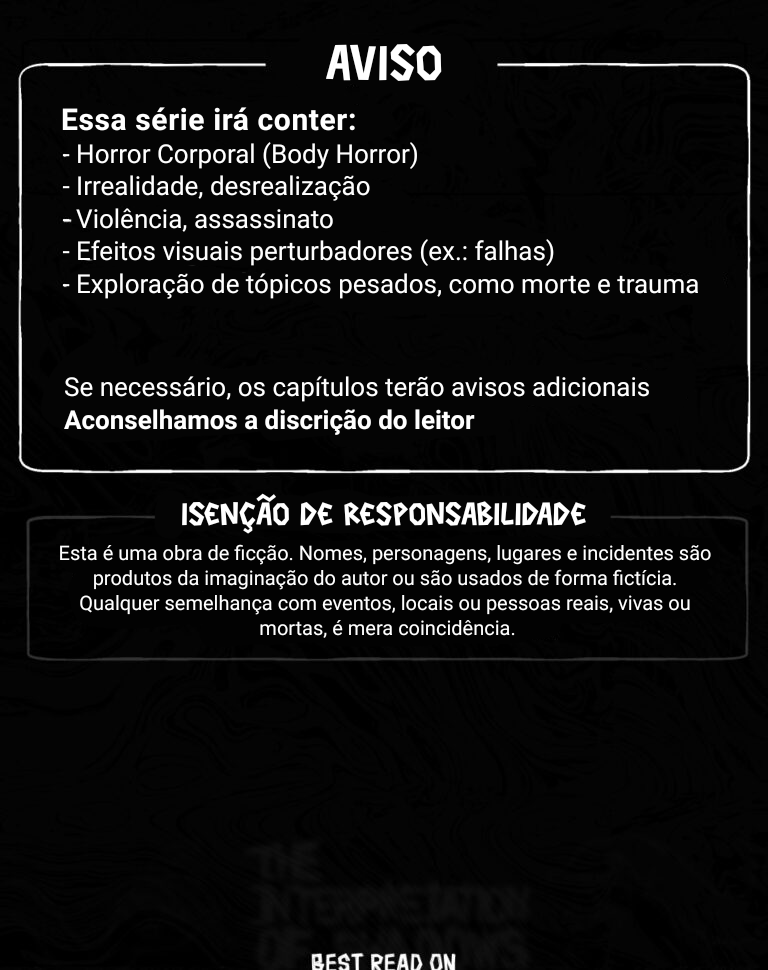 AVISO
Essa série irá conter:
- Horror Corporal (Body Horror)
- Irrealidade, desrealização
- Violência, assassinato
- Efeitos visuais perturbadores (ex.: falhas)
- Exploração de tópicos pesados, como morte e trauma
Se necessário, os capítulos terão avisos adicionais
Aconselhamos a discrição do leitor
ISENÇÃO DE RESPONSABILIDADE
Esta é uma obra de ficção. Nomes, personagens, lugares e incidentes são
produtos da imaginação do autor ou são usados de forma fictícia.
Qualquer semelhança com eventos, locais ou pessoas reais, vivas ou
mortas, é mera coincidência.
THE
INTERPRETATION
OF
BEST READ ON